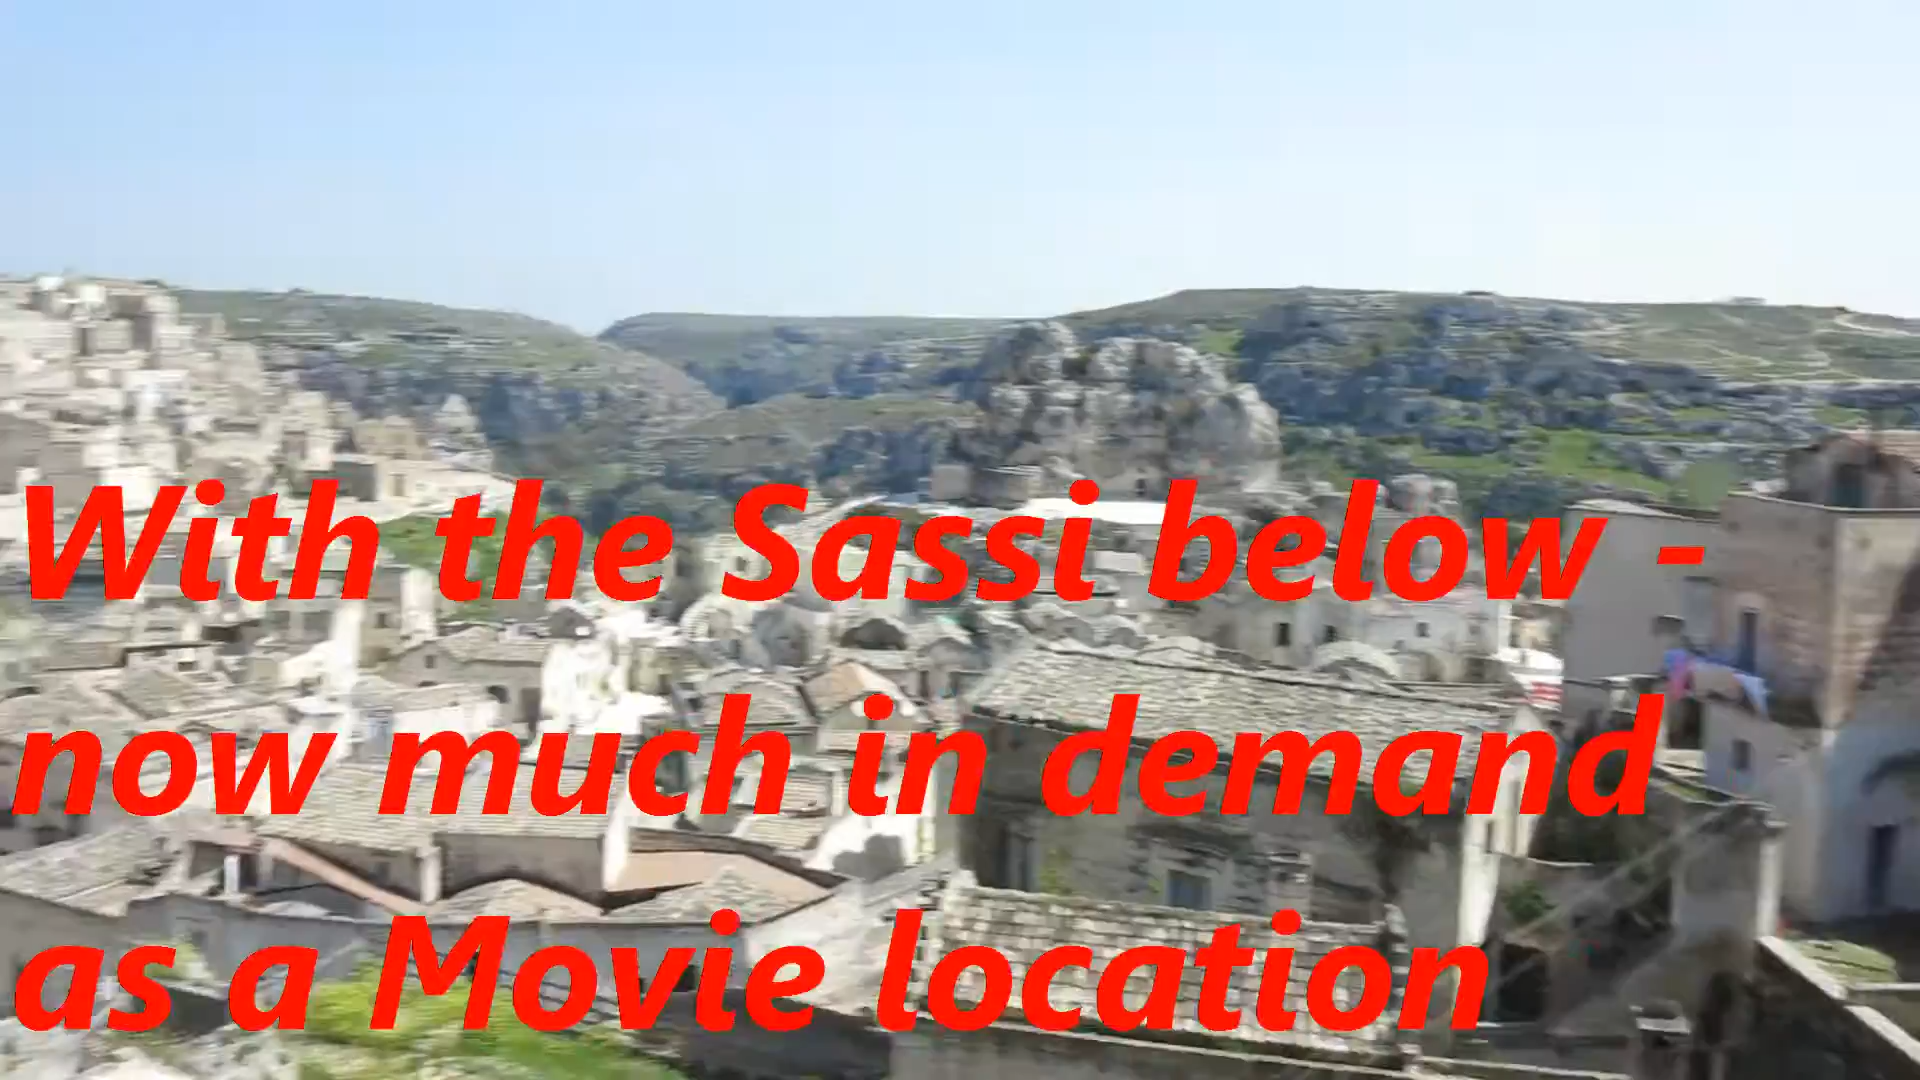 With the Sassi below -
now much in demand
as a Movie location